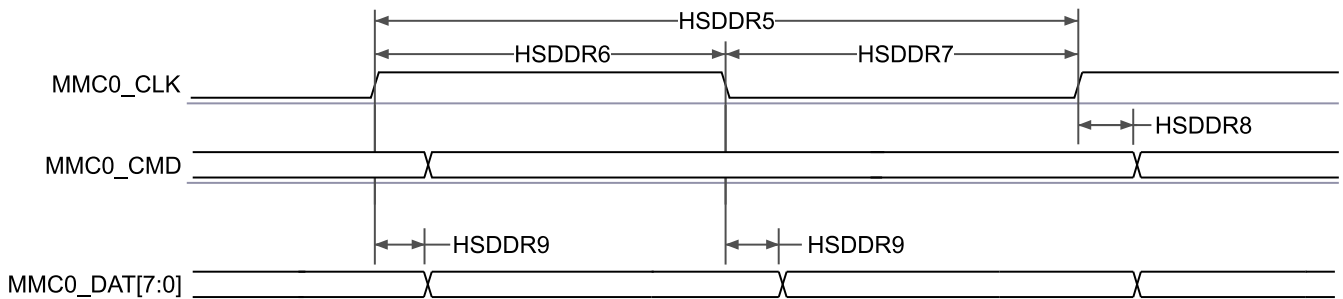 HSDDR5
HSDDR6 HSDDR7
MMC0_CLK
HSDDR8
MMC0_CMD
HSDDR9 HSDDR9
MMC0_DAT[7:0]